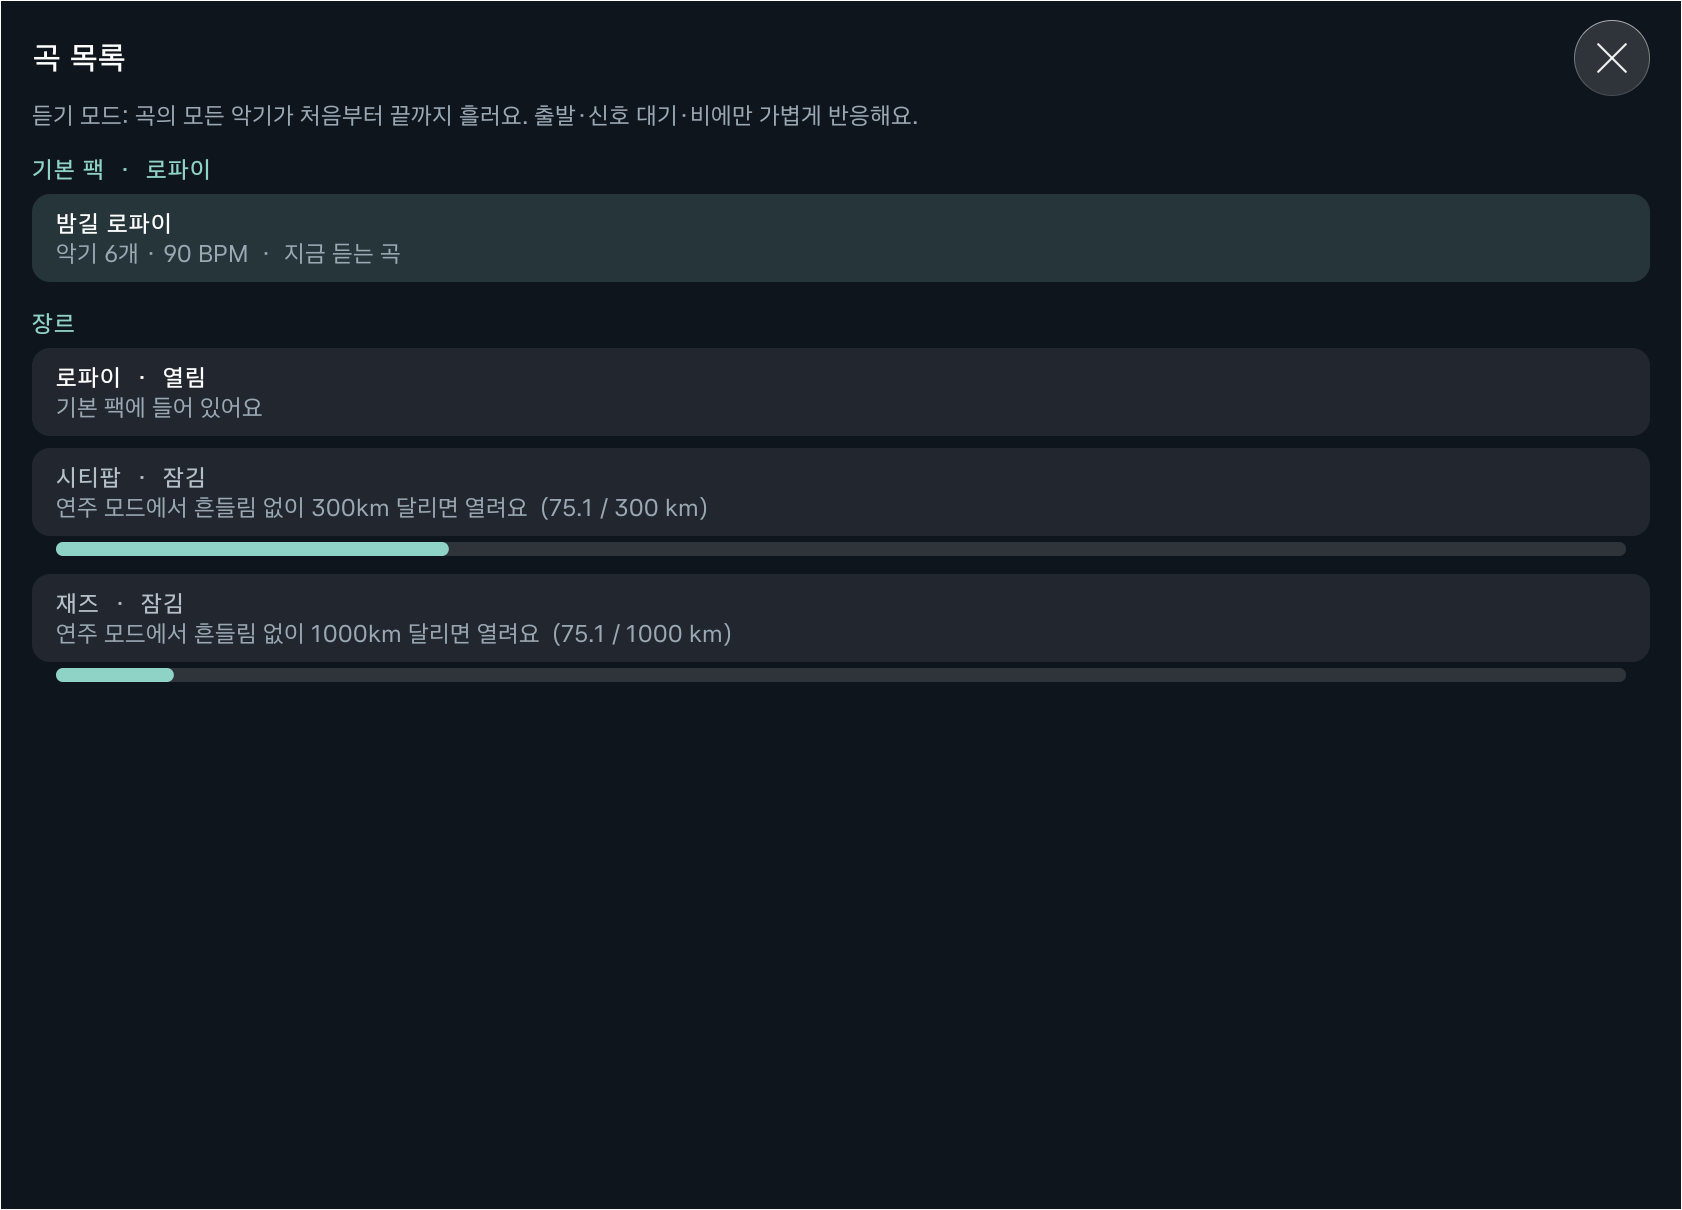 곡 목록
듣기 모드: 곡의 모든 악기가 처음부터 끝까지 흘러요. 출발·신호 대기·비에만 가볍게 반응해요.
기본 팩 · 로파이
밤길 로파이
악기 6개 · 90 BPM · 지금 듣는 곡
장르
로파이 · 열림
기본 팩에 들어 있어요
시티팝 · 잠김
연주 모드에서 흔들림 없이 300km 달리면 열려요 (75.1 / 300 km)
재즈 · 잠김
연주 모드에서 흔들림 없이 1000km 달리면 열려요 (75.1 / 1000 km)